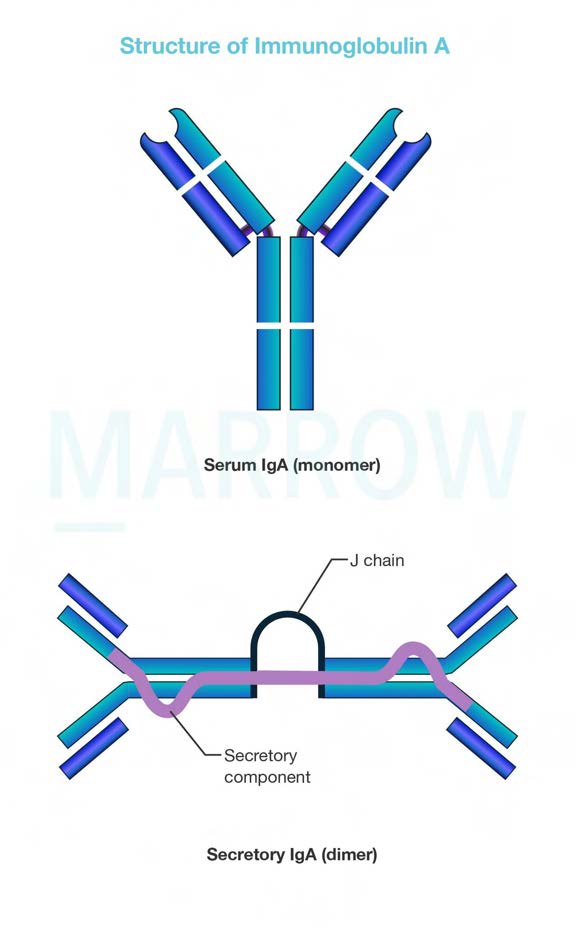 Structure of Immunoglobulin A
MARROW
Serum IgA (monomer)
J chain
Secretory
component
Secretory IgA (dimer)